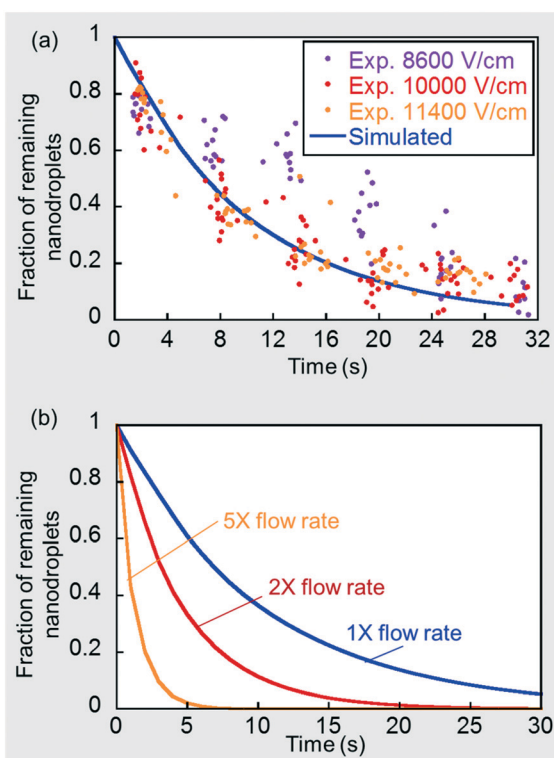 (a)
Fraction of remaining
nanodroplets
1
0.8
0.6
0.4
0.2
0
Exp. 8600 V/cm
Exp. 10000 V/cm
Exp. 11400 V/cm
Simulated
0 4 8 12 16 20 24 28 32
Time (s)
(b)
Fraction of remaining
nanodroplets
1
0.8
0.6
0.4
0.2
0
5X flow rate
2X flow rate
1X flow rate
0 5 10 15 20 25 30
Time (s)